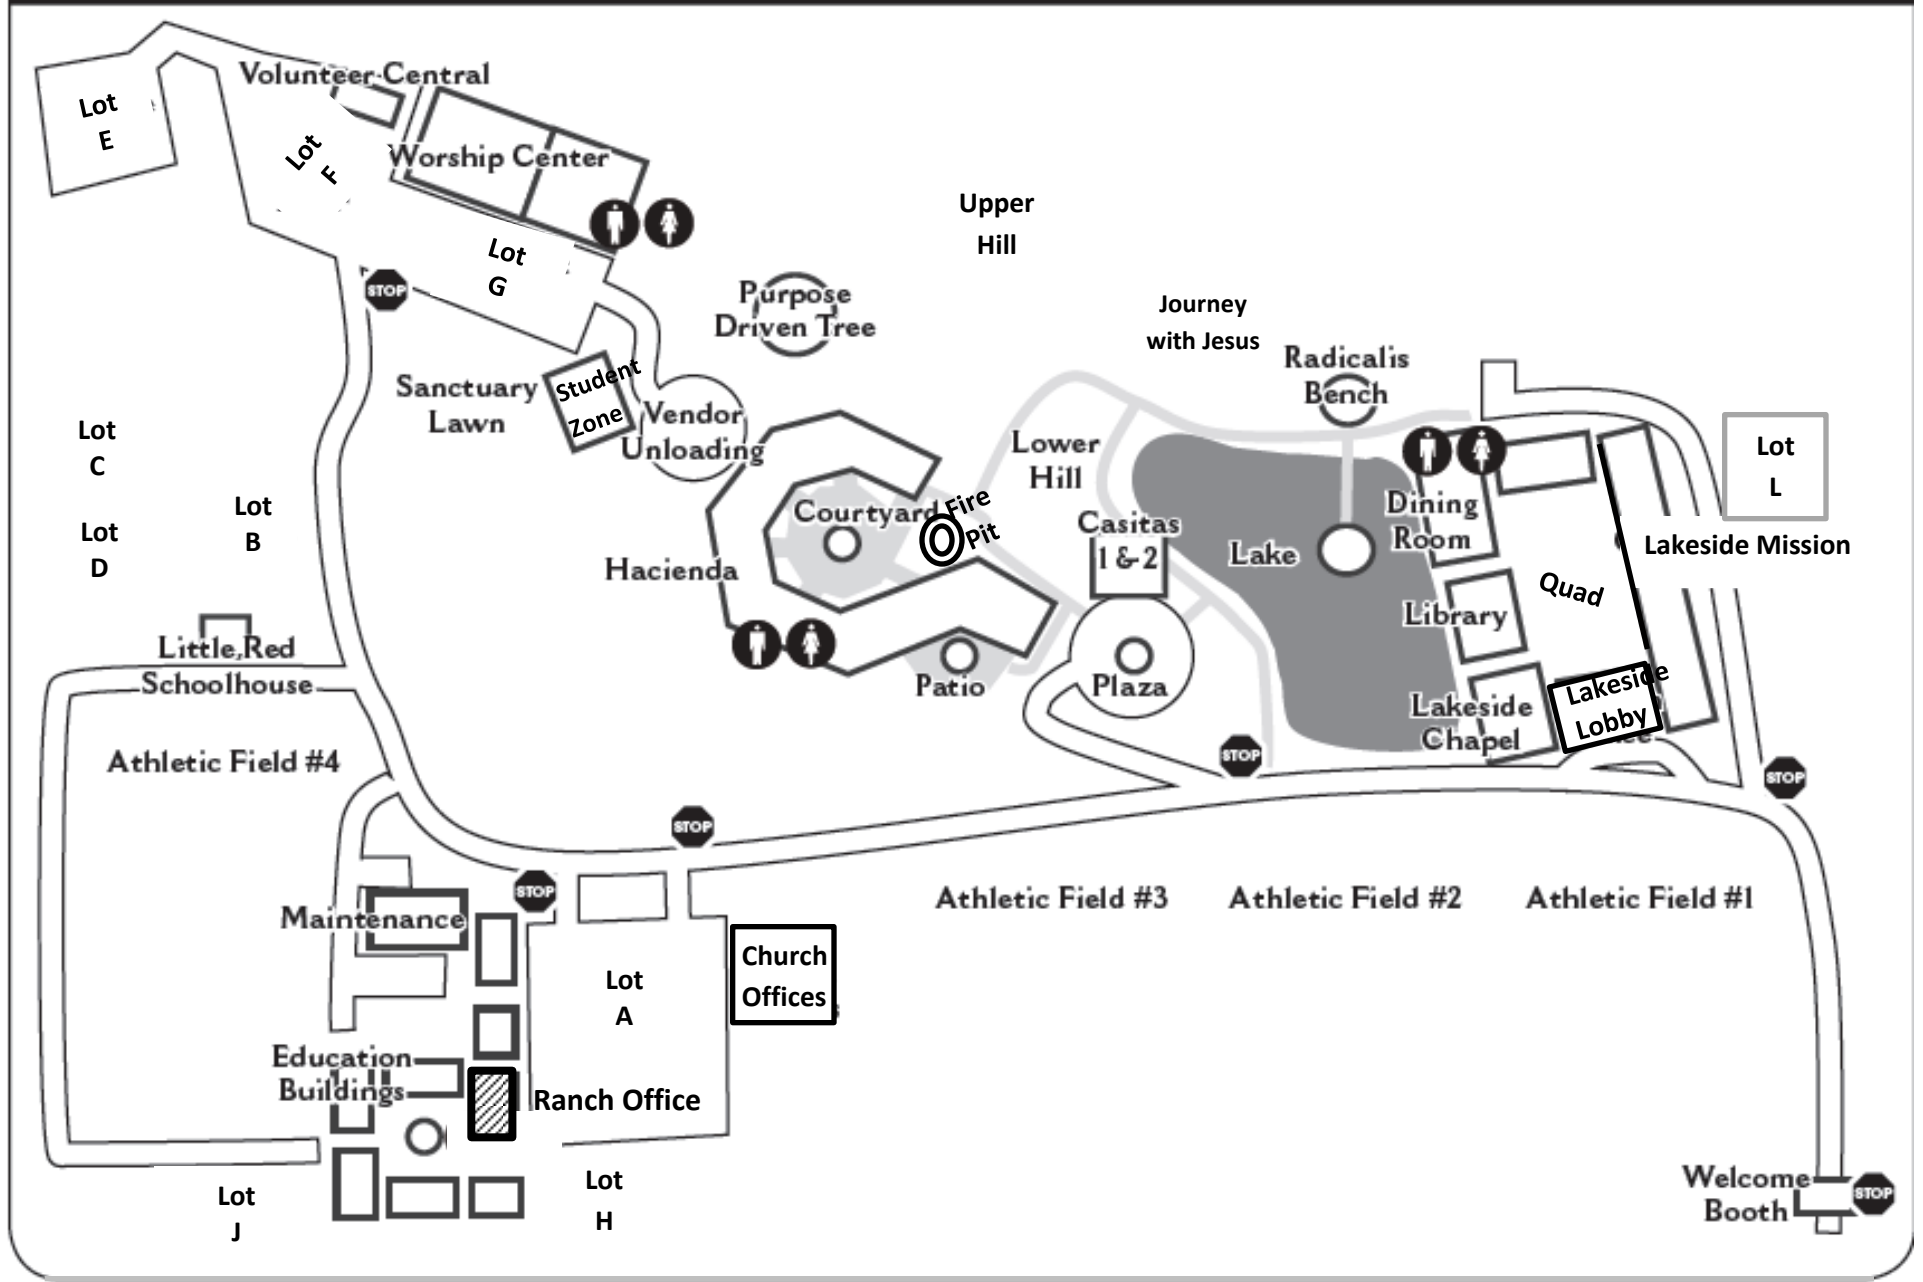 Volunteer Central
Lot
E
Lot
F
Worship Center
Lot
G
STOP
Upper
Hill
Purpose
Driven Tree
Journey
with Jesus
Radicalis
Bench
Sanctuary
Lawn
Student
Zone
Vendor
Unloading
Lot
C
Lot
B
Lot
D
Courtyard
Fire
Pit
Hacienda
Lower
Hill
Casitas
1 & 2
Lake
Dining
Room
Library
Quad
Lot
L
Lakeside Mission
Little Red
Schoolhouse
Patio
Plaza
Lakeside
Chapel
Lakeside
Lobby
STOP
STOP
Athletic Field #4
STOP
STOP
Maintenance
Athletic Field #3
Athletic Field #2
Athletic Field #1
Church
Offices
Lot
A
Education
Buildings
Ranch Office
Lot
J
Lot
H
Welcome
Booth
STOP